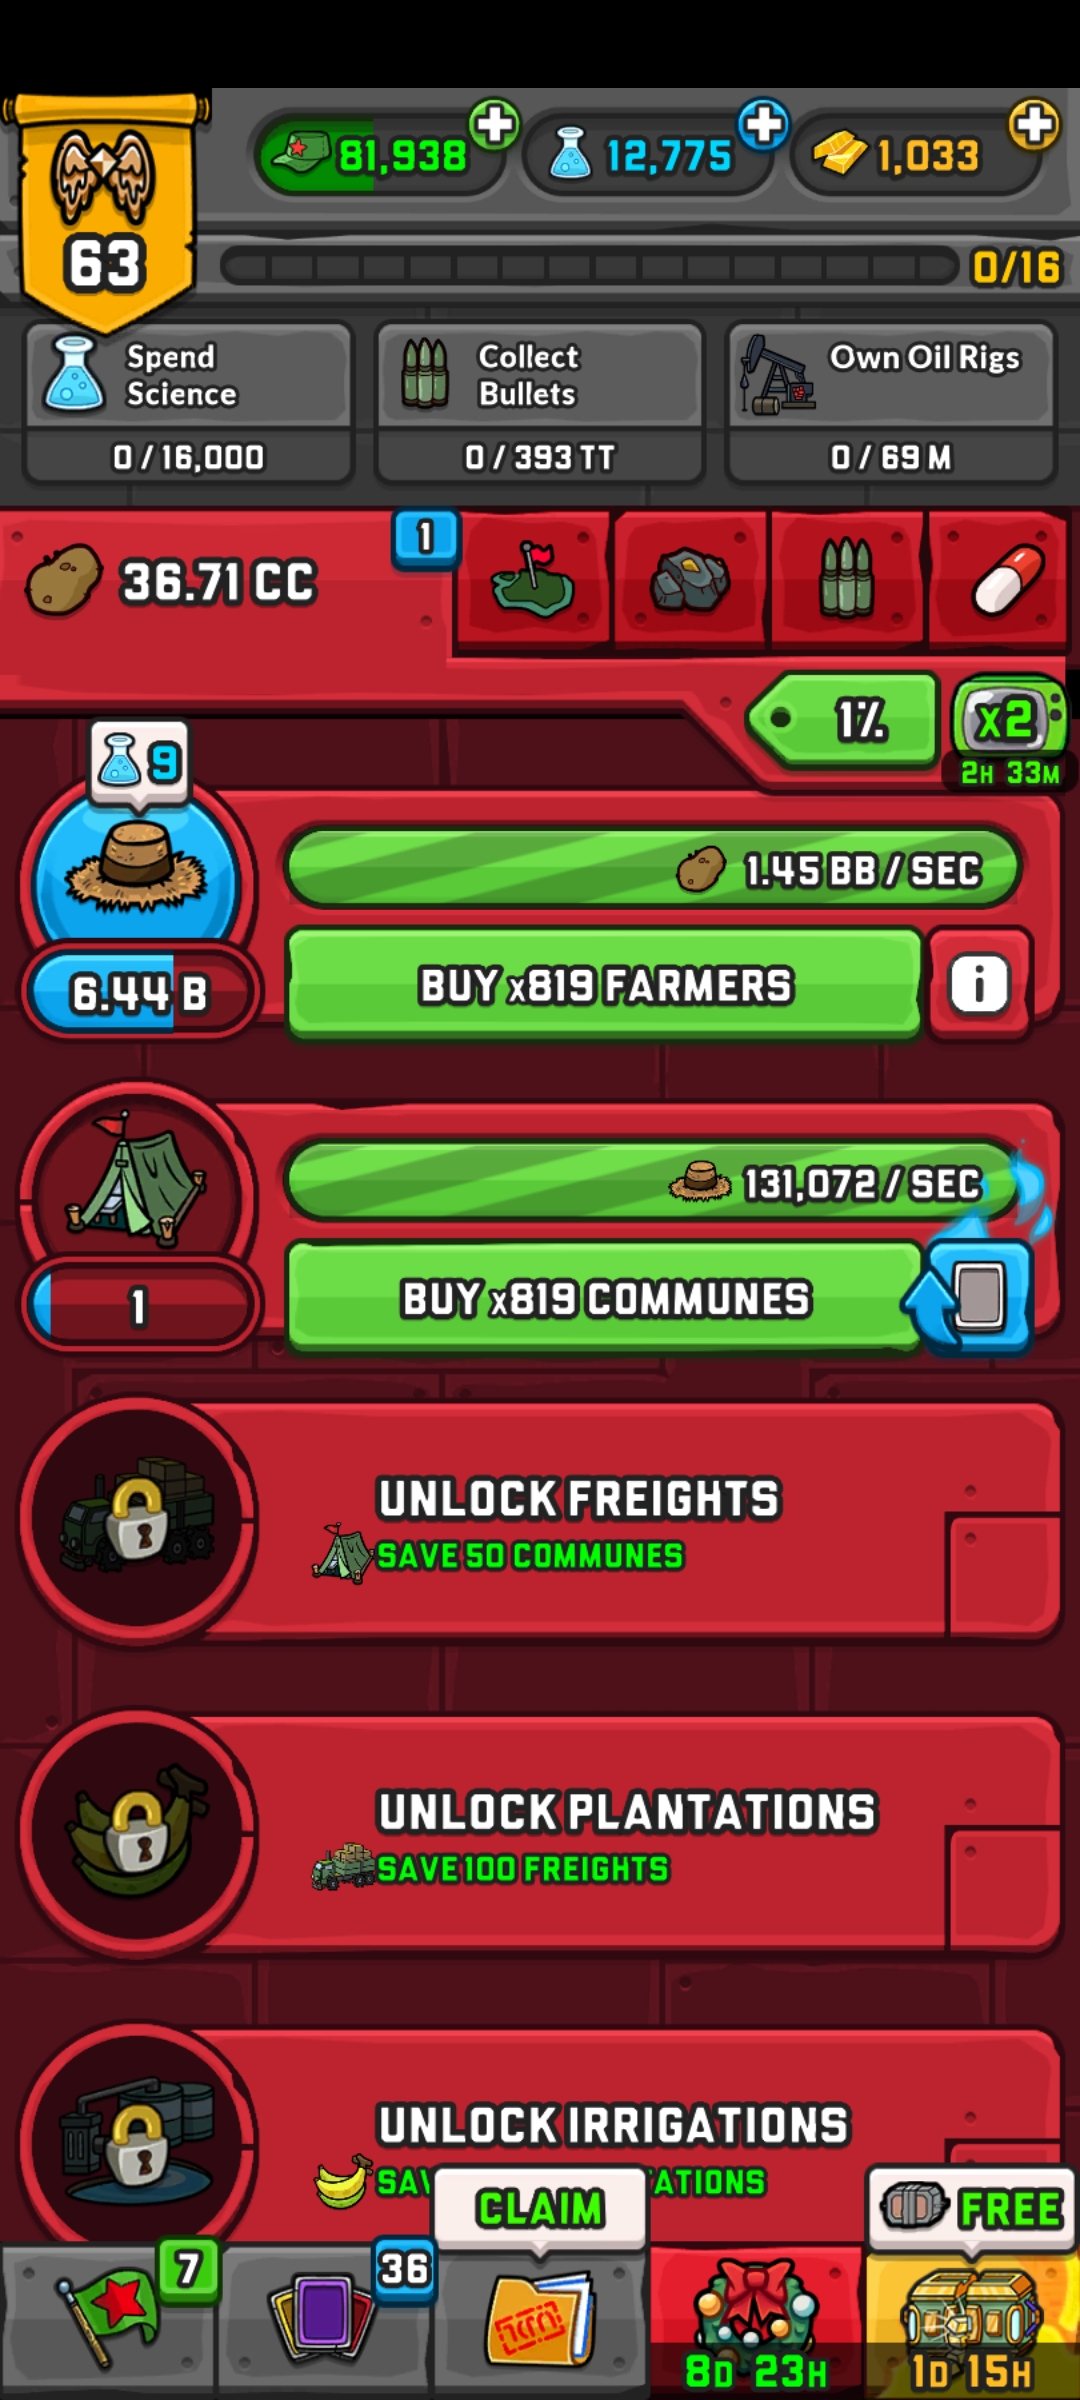 81,938
12,775
1,033
63
0/16
Spend
Science
0 / 16,000
Collect
Bullets
0 / 393 TT
Own Oil Rigs
0 / 69 M
36.71 CC
1
1%
x2
2H 33M
9
1.45 BB / SEC
6.44 B
BUY x819 FARMERS
i
131,072 / SEC
1
BUY x819 COMMUNES
UNLOCK FREIGHTS
SAVE 50 COMMUNES
UNLOCK PLANTATIONS
SAVE 100 FREIGHTS
UNLOCK IRRIGATIONS
CLAIM
FREE
7
36
8D 23H
1D 15H